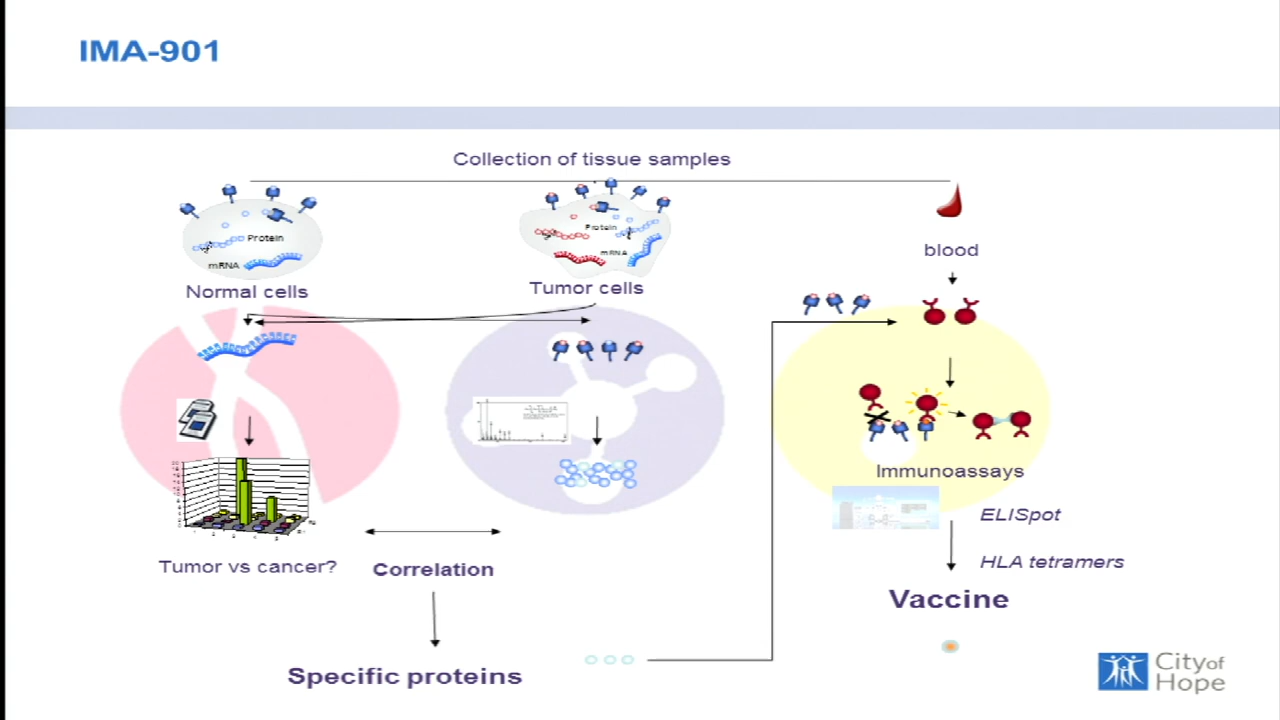 IMA-901
Collection of tissue samples
Protein
mRNA
Normal cells
Protein
mRNA
Tumor cells
blood
Immunoassays
ELISpot
HLA tetramers
Vaccine
Tumor vs cancer?
Correlation
Specific proteins
City of
Hope